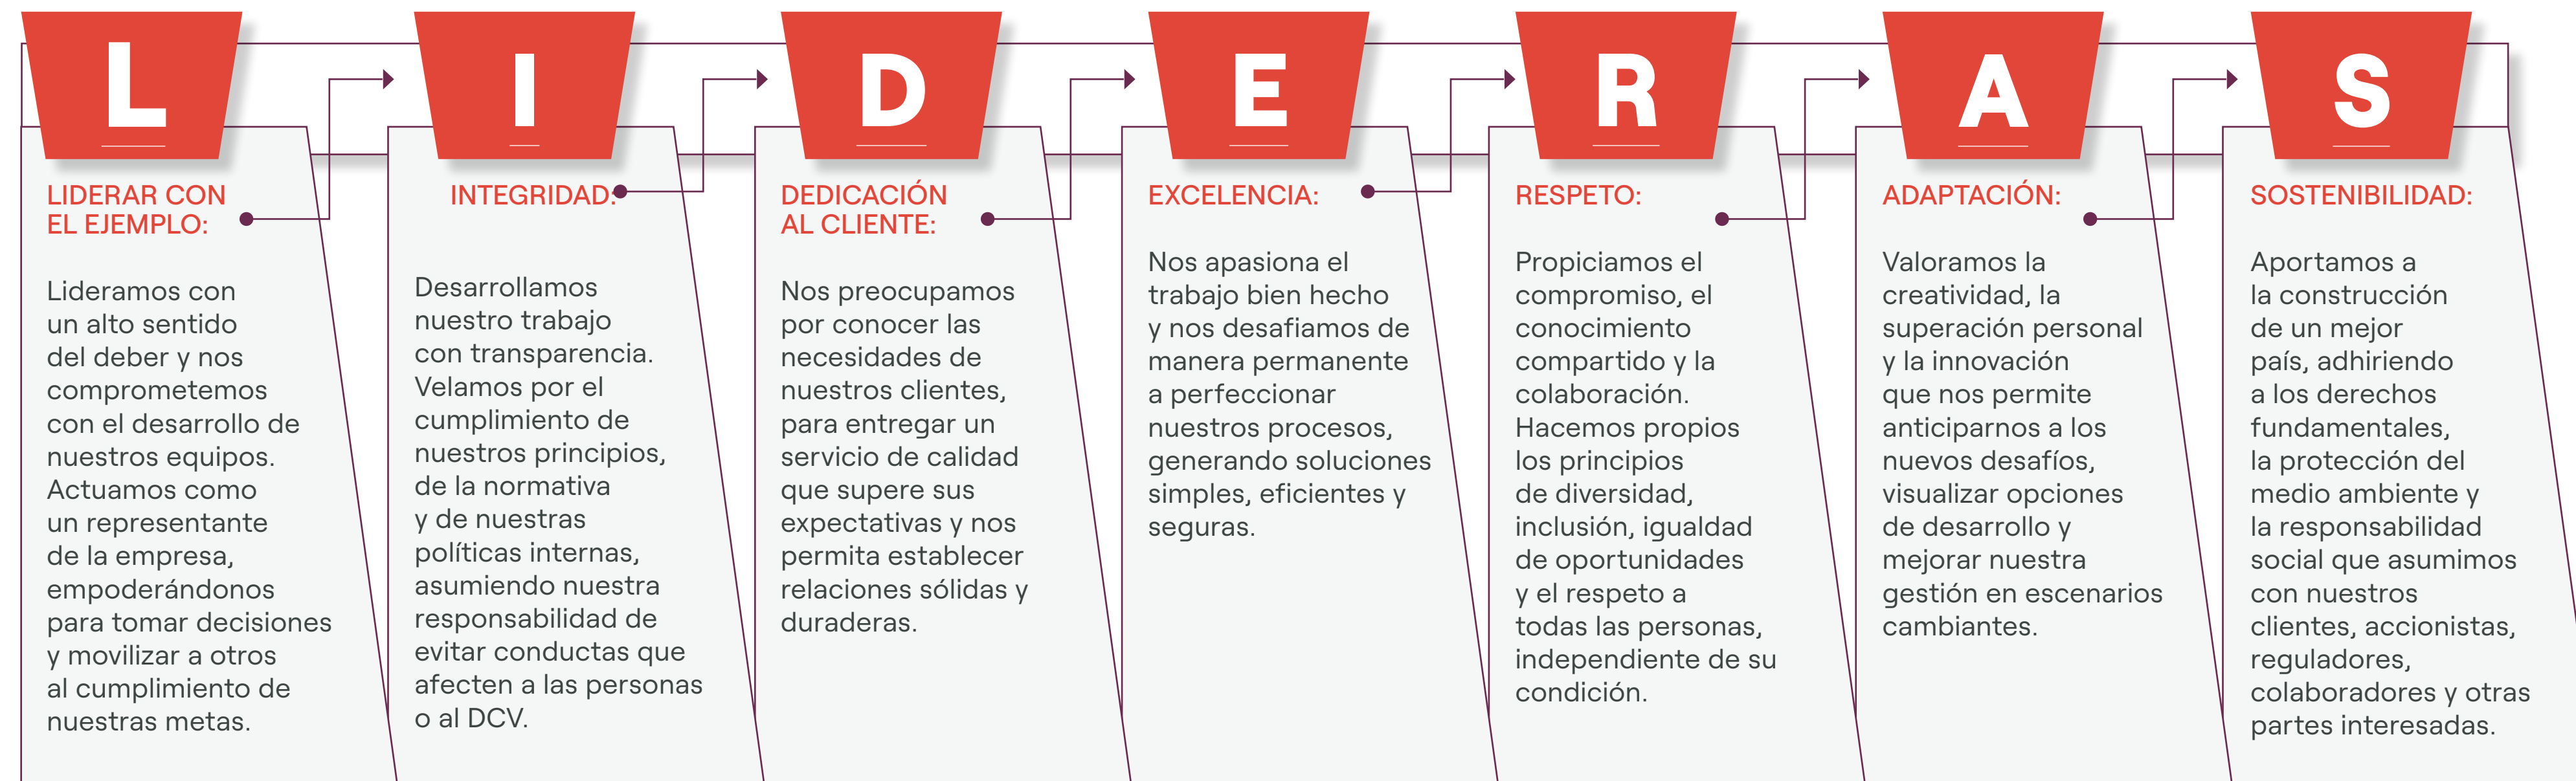 L
LIDERAR CON
EL EJEMPLO:
Lideramos con
un alto sentido
del deber y nos
comprometemos
con el desarrollo de
nuestros equipos.
Actuamos como
un representante
de la empresa,
empoderándonos
para tomar decisiones
y movilizar a otros
al cumplimiento de
nuestras metas.
I
INTEGRIDAD:
Desarrollamos
nuestro trabajo
con transparencia.
Velamos por el
cumplimiento de
nuestros principios,
de la normativa
y de nuestras
políticas internas,
asumiendo nuestra
responsabilidad de
evitar conductas que
afecten a las personas
o al DCV.
D
DEDICACIÓN
AL CLIENTE:
Nos preocupamos
por conocer las
necesidades de
nuestros clientes,
para entregar un
servicio de calidad
que supere sus
expectativas y nos
permita establecer
relaciones sólidas y
duraderas.
E
EXCELENCIA:
Nos apasiona el
trabajo bien hecho
y nos desafiamos de
manera permanente
a perfeccionar
nuestros procesos,
generando soluciones
simples, eficientes y
seguras.
R
RESPETO:
Propiciamos el
compromiso, el
conocimiento
compartido y la
colaboración.
Hacemos propios
los principios
de diversidad,
inclusión, igualdad
de oportunidades
y el respeto a
todas las personas,
independiente de su
condición.
A
ADAPTACIÓN:
Valoramos la
creatividad, la
superación personal
y la innovación
que nos permite
anticiparnos a los
nuevos desafíos,
visualizar opciones
de desarrollo y
mejorar nuestra
gestión en escenarios
cambiantes.
S
SOSTENIBILIDAD:
Aportamos a
la construcción
de un mejor
país, adhiriendo
a los derechos
fundamentales,
la protección del
medio ambiente y
la responsabilidad
social que asumimos
con nuestros
clientes, accionistas,
reguladores,
colaboradores y otras
partes interesadas.